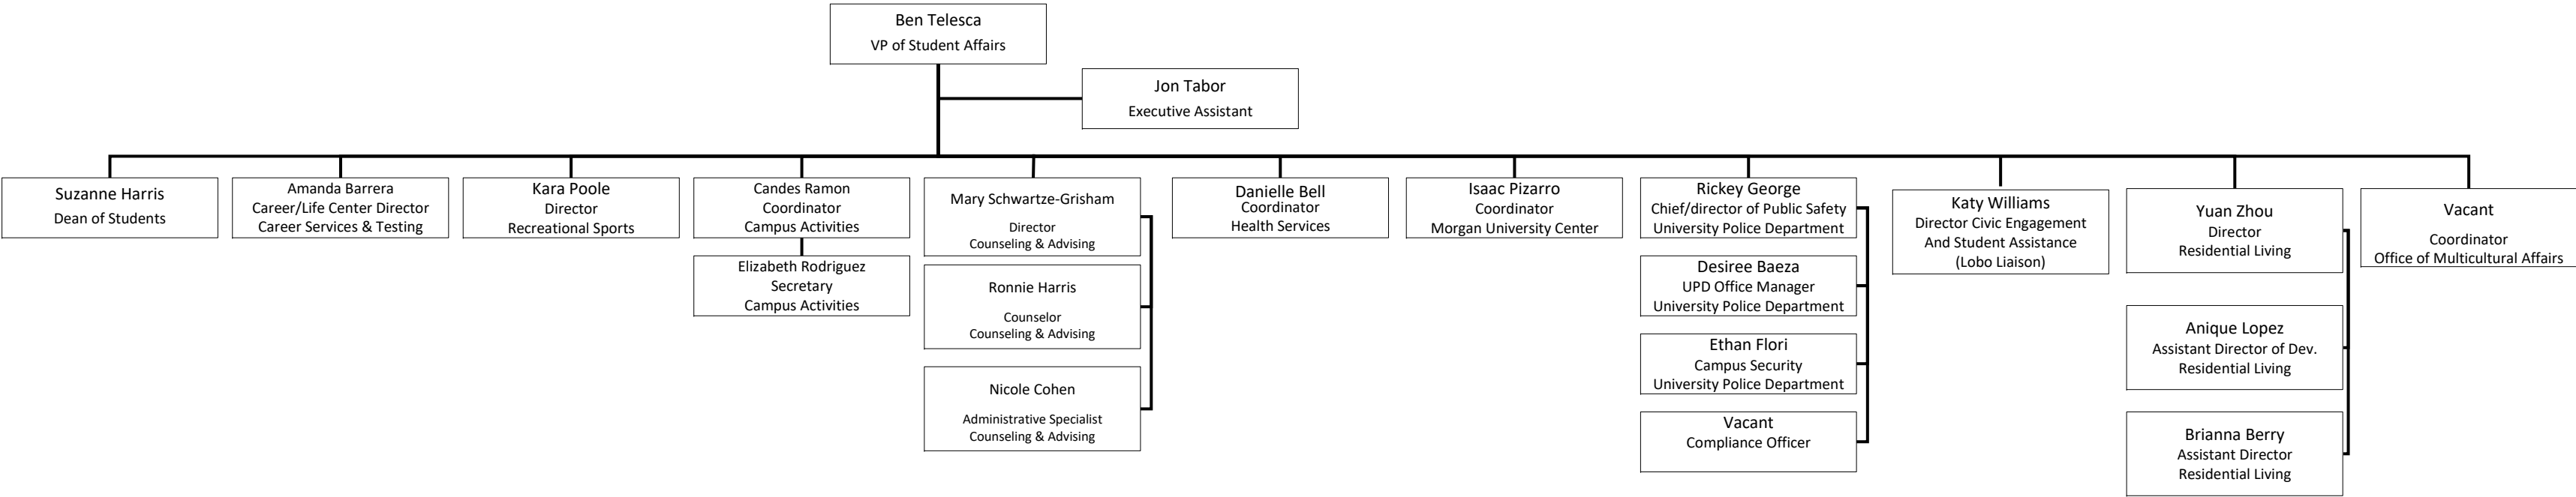 Ben Telesca
VP of Student Affairs
Jon Tabor
Executive Assistant
Suzanne Harris
Dean of Students
Amanda Barrera
Career/Life Center Director
Career Services & Testing
Kara Poole
Director
Recreational Sports
Candes Ramon
Coordinator
Campus Activities
Elizabeth Rodriguez
Secretary
Campus Activities
Mary Schwartze-Grisham
Director
Counseling & Advising
Ronnie Harris
Counselor
Counseling & Advising
Nicole Cohen
Administrative Specialist
Counseling & Advising
Danielle Bell
Coordinator
Health Services
Isaac Pizarro
Coordinator
Morgan University Center
Rickey George
Chief/director of Public Safety
University Police Department
Desiree Baeza
UPD Office Manager
University Police Department
Ethan Flori
Campus Security
University Police Department
Vacant
Compliance Officer
Katy Williams
Director Civic Engagement
And Student Assistance
(Lobo Liaison)
Yuan Zhou
Director
Residential Living
Anique Lopez
Assistant Director of Dev.
Residential Living
Brianna Berry
Assistant Director
Residential Living
Vacant
Coordinator
Office of Multicultural Affairs